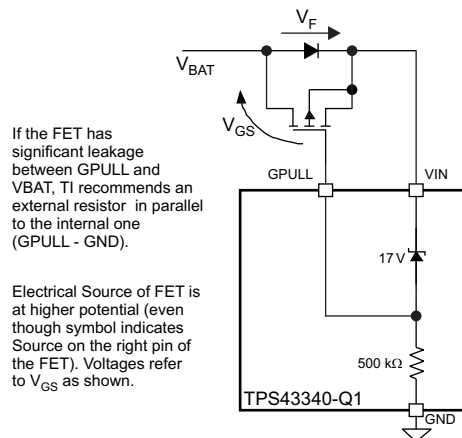 V_F
V_BAT
V_GS
If the FET has
significant leakage
between GPULL and
VBAT, TI recommends an
external resistor in parallel
to the internal one
(GPULL - GND).
GPULL
VIN
17 V
Electrical Source of FET is
at higher potential (even
though symbol indicates
Source on the right pin of
the FET). Voltages refer
to V_GS as shown.
500 kΩ
TPS43340-Q1
GND